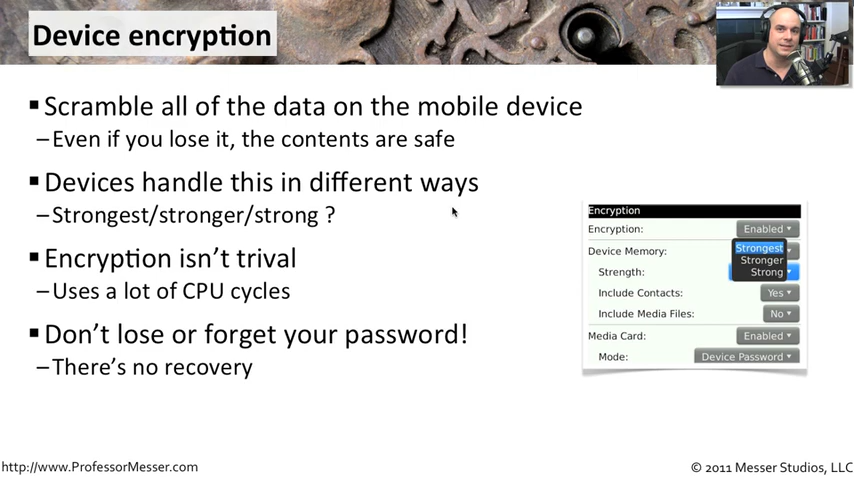 Device encryption
▪Scramble all of the data on the mobile device
–Even if you lose it, the contents are safe
▪Devices handle this in different ways
–Strongest/stronger/strong ?
▪Encryption isn't trival
–Uses a lot of CPU cycles
▪Don't lose or forget your password!
–There's no recovery
Encryption
Encryption: Enabled
Device Memory:
Strongest
Stronger
Strength: Strong
Include Contacts: Yes
Include Media Files: No
Media Card: Enabled
Mode: Device Password
http://www.ProfessorMesser.com
© 2011 Messer Studios, LLC